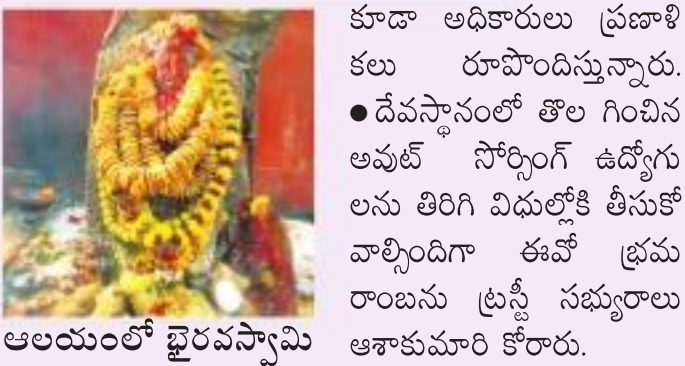 ఆలయంలో భైరవస్వామి
కూడా అధికారులు ప్రణాళి
కలు రూపొందిస్తున్నారు.
● దేవస్థానంలో తొల గించిన
అవుట్ సోర్సింగ్ ఉద్యోగు
లను తిరిగి విధుల్లోకి తీసుకో
వాల్సిందిగా ఈవో భ్రమ
రాంబను ట్రస్టీ సభ్యురాలు
ఆశాకుమారి కోరారు.